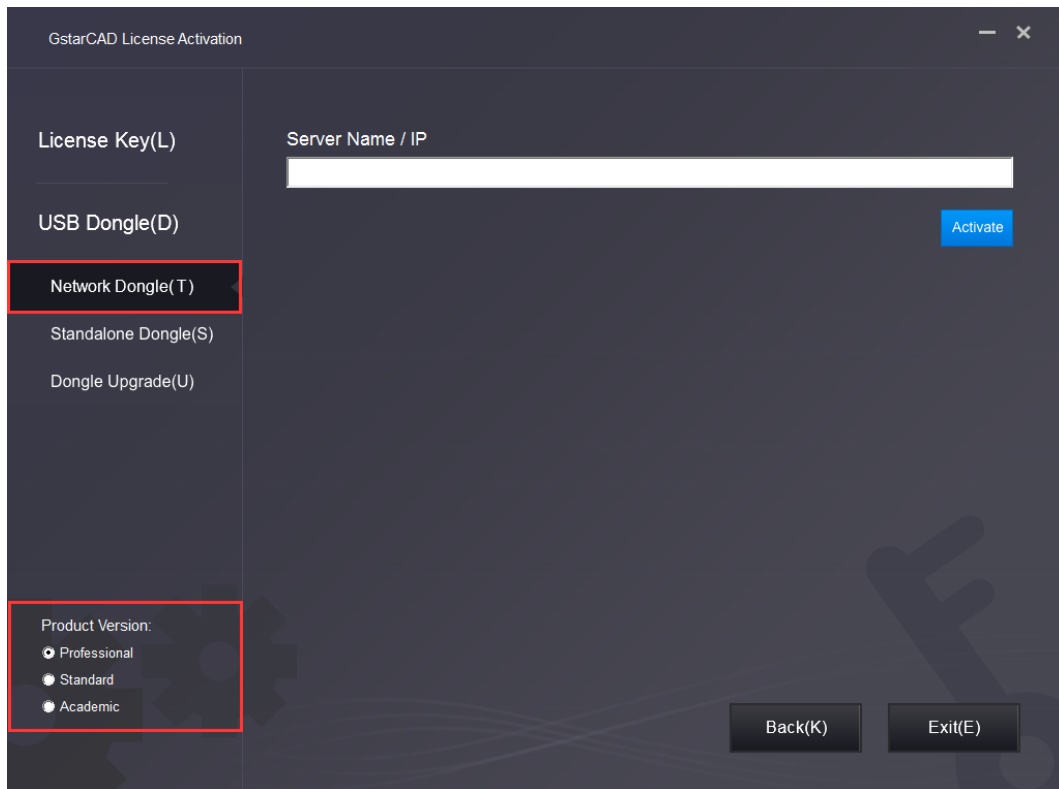 GstarCAD License Activation
License Key(L)
USB Dongle(D)
Network Dongle(T)
Standalone Dongle(S)
Dongle Upgrade(U)
Product Version:
Professional
Standard
Academic
Server Name / IP
Activate
Back(K)
Exit(E)